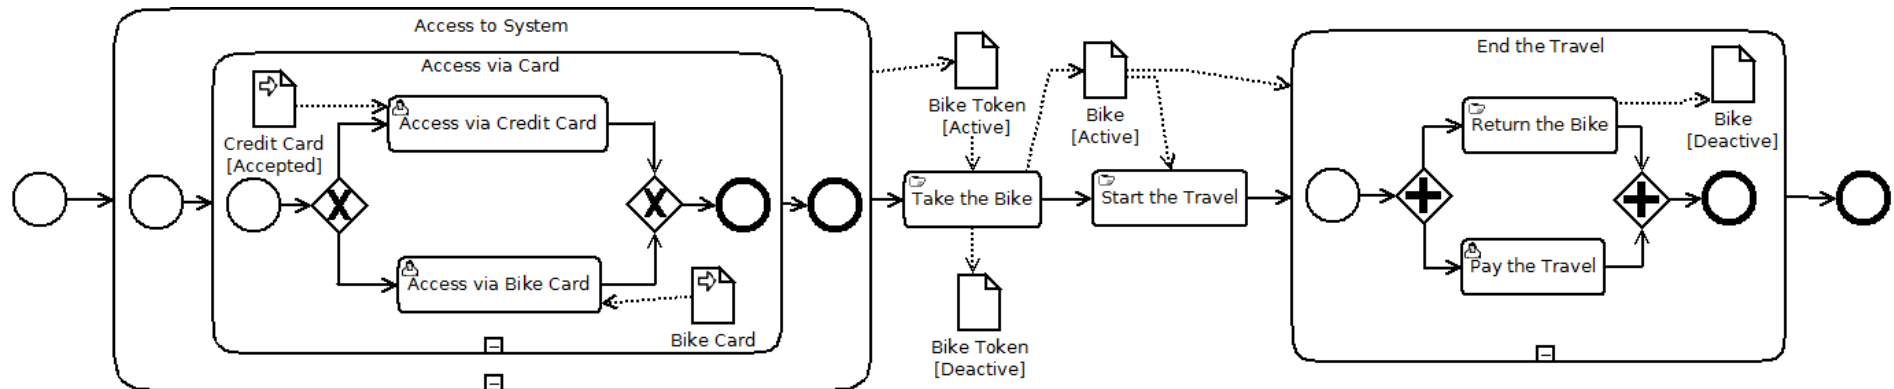 Access to System
Access via Card
Credit Card
[Accepted]
Access via Credit Card
X
X
Access via Bike Card
Bike Card
Bike Token
[Active]
Bike
[Active]
Take the Bike
Start the Travel
Bike Token
[Deactive]
End the Travel
Return the Bike
Bike
[Deactive]
Pay the Travel